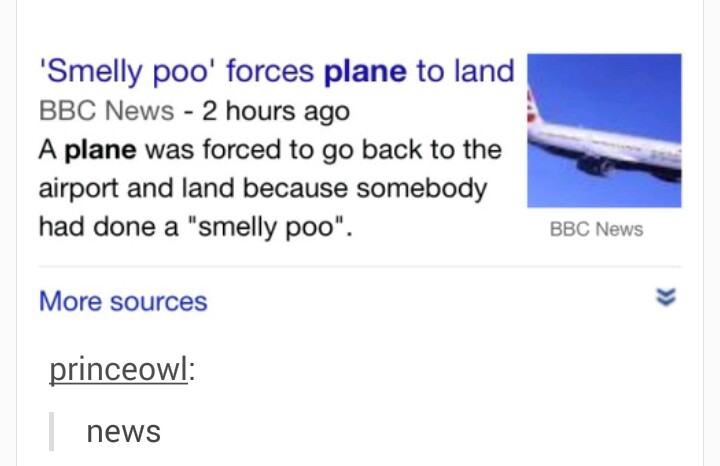 'Smelly poo' forces plane to land
BBC News - 2 hours ago
A plane was forced to go back to the
airport and land because somebody
had done a "smelly poo".
BBC News
More sources
princeowl:
news